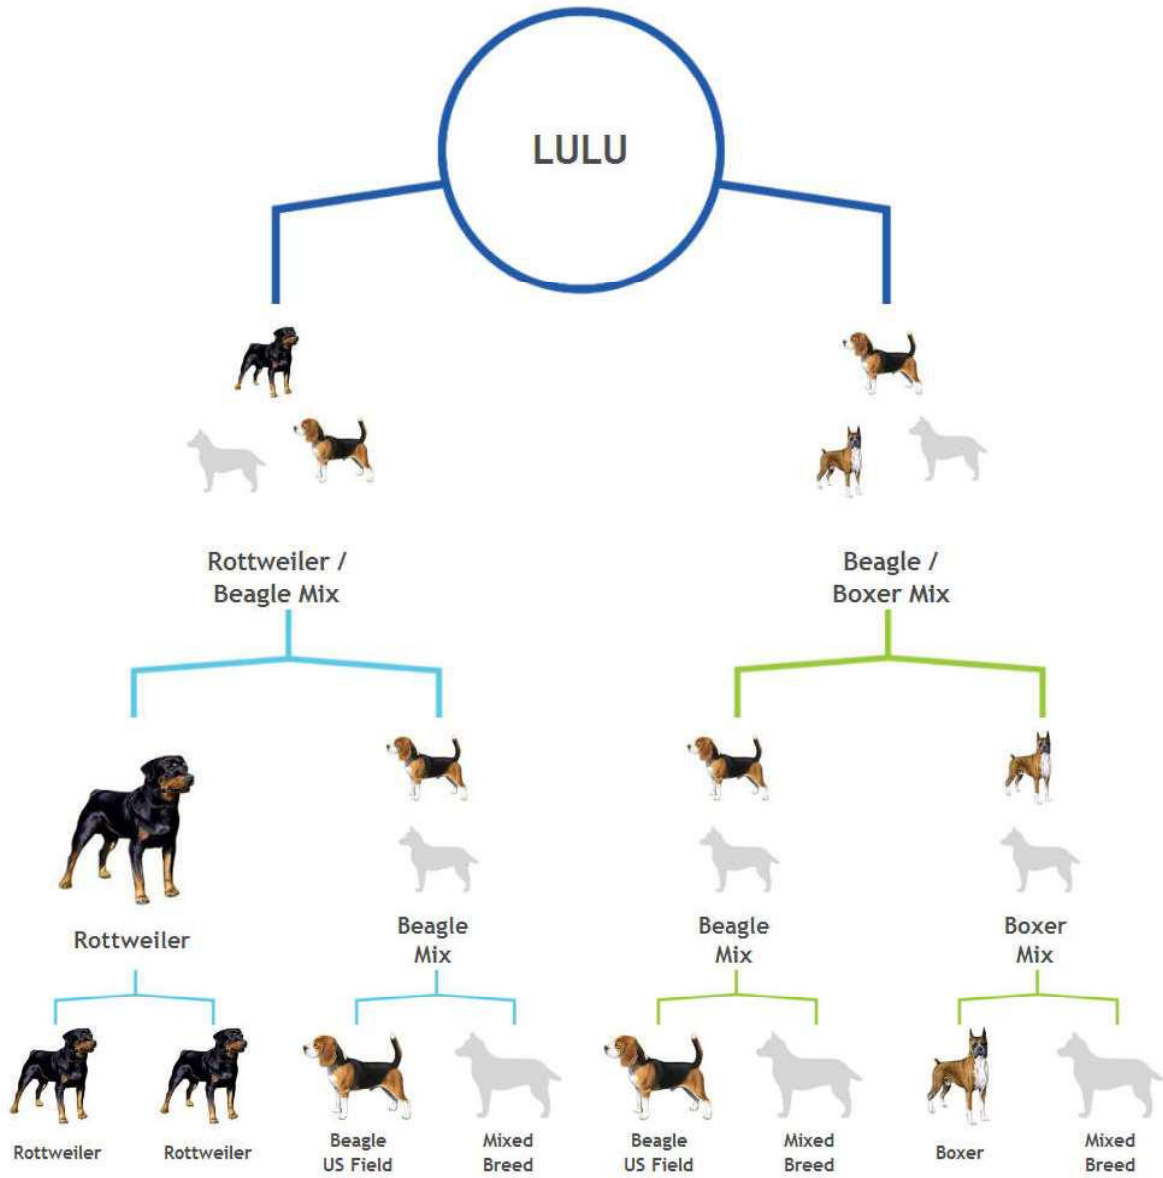 LULU
Rottweiler /
Beagle Mix
Beagle /
Boxer Mix
Rottweiler
Beagle
Mix
Beagle
Mix
Boxer
Mix
Rottweiler
Rottweiler
Beagle
US Field
Mixed
Breed
Beagle
US Field
Mixed
Breed
Boxer
Mixed
Breed